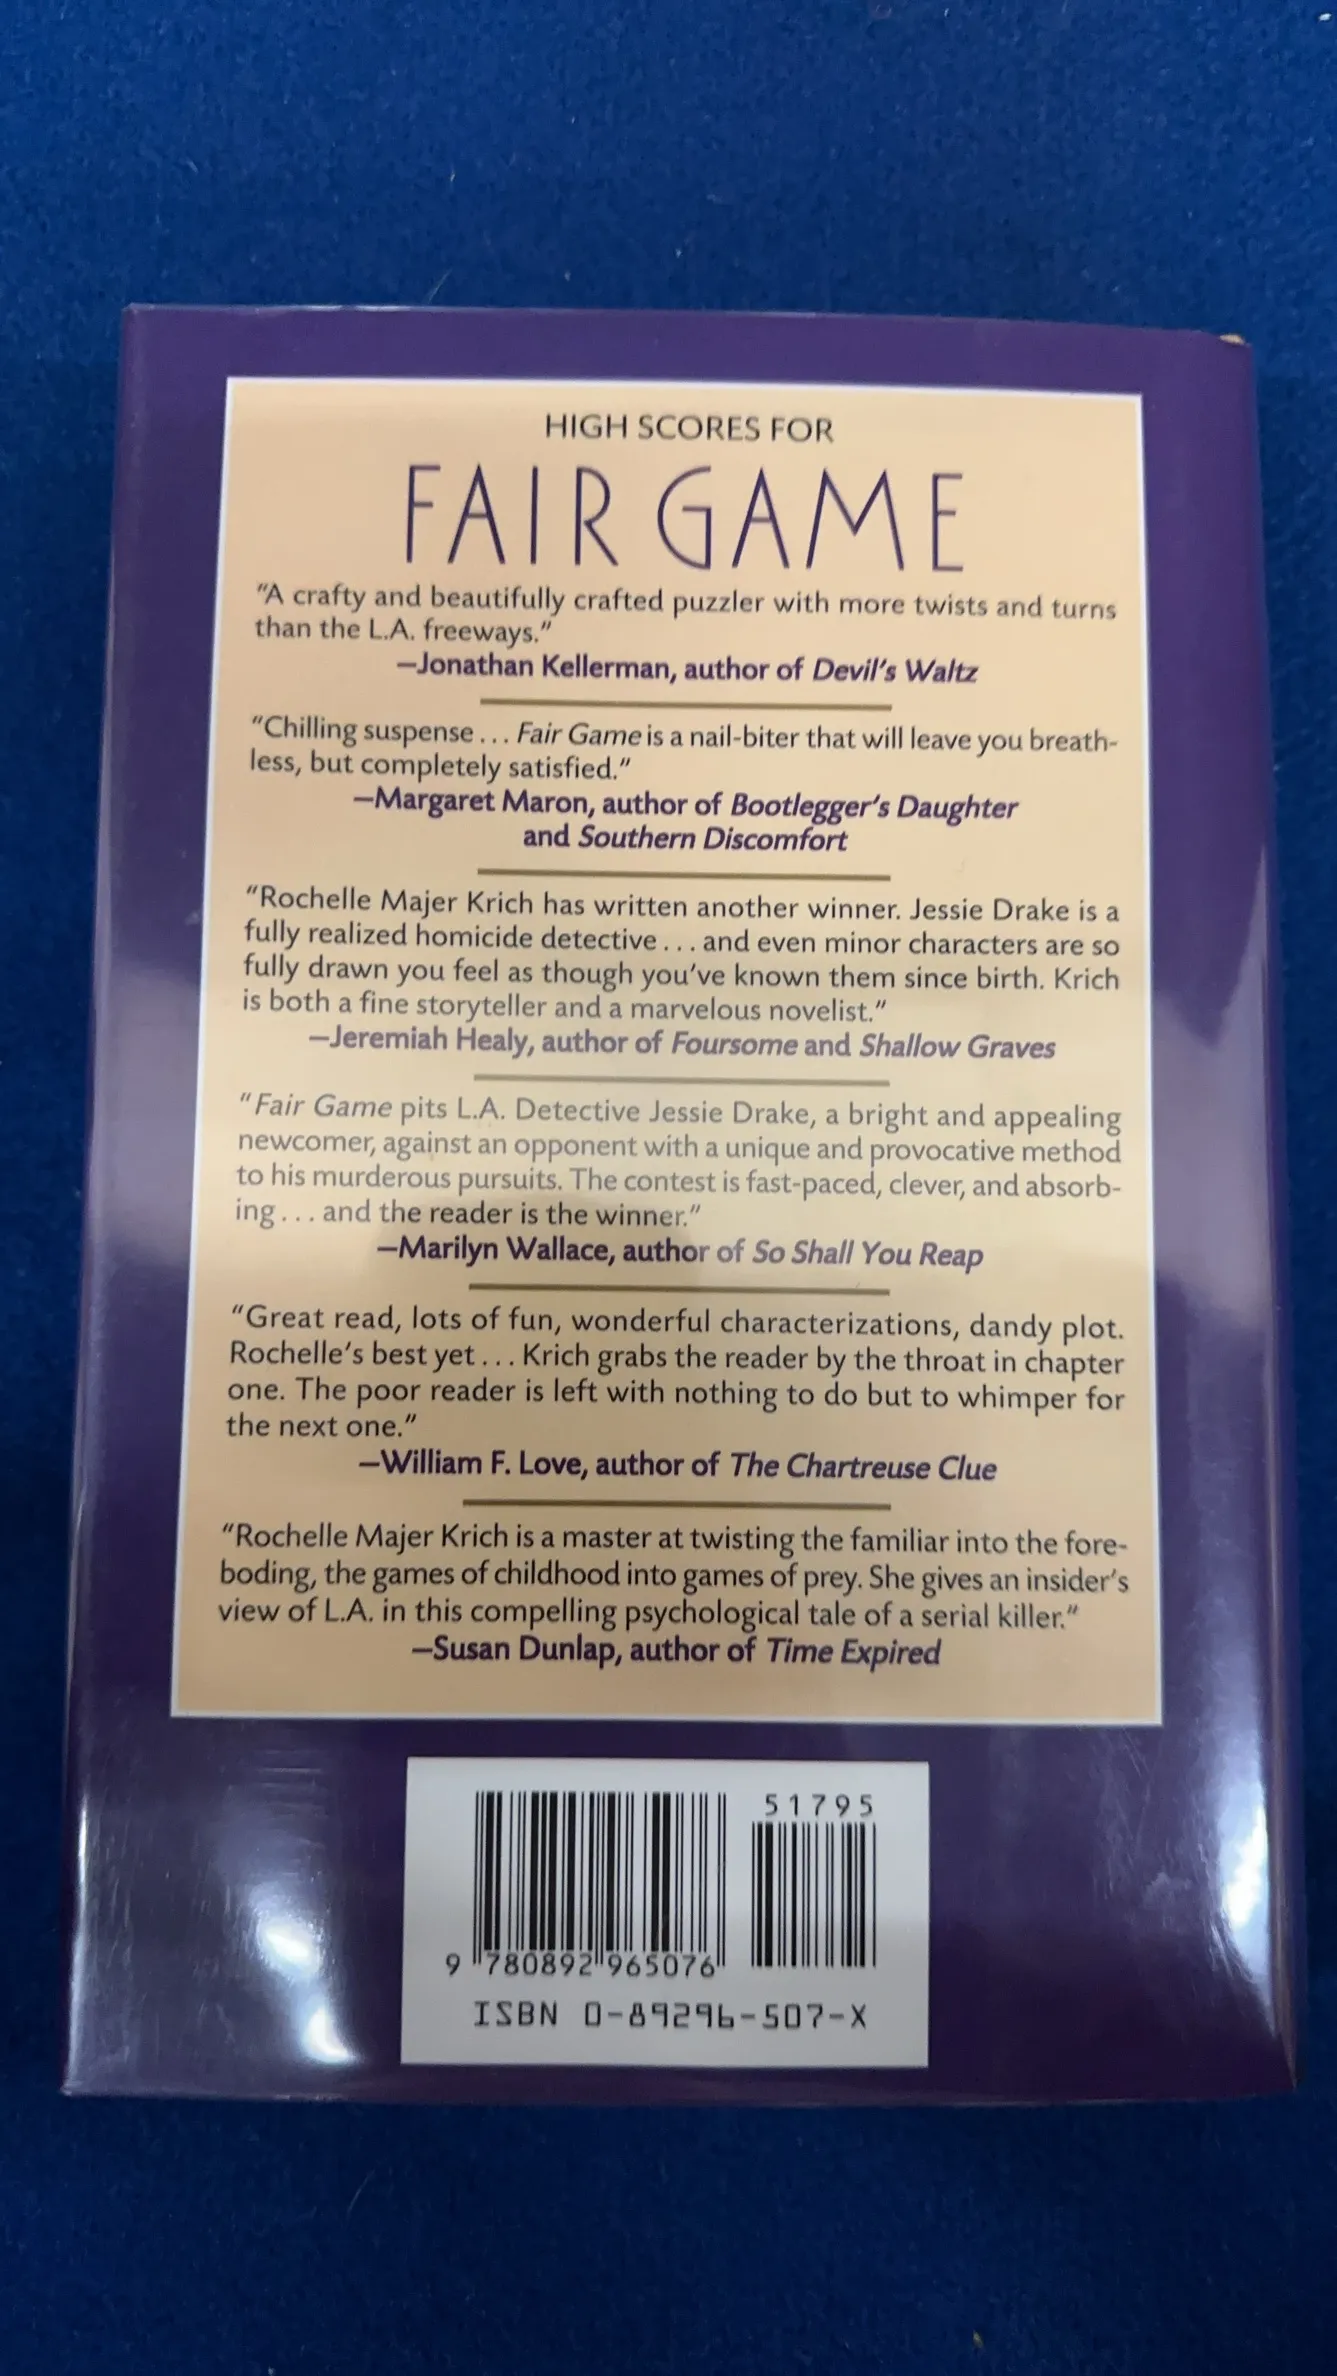 HIGH SCORES FOR
FAIR GAME
"A crafty and beautifully crafted puzzler with more twists and turns
than the L.A. freeways."
—Jonathan Kellerman, author of Devil's Waltz
"Chilling suspense... Fair Game is a nail-biter that will leave you breath-
less, but completely satisfied."
—Margaret Maron, author of Bootlegger's Daughter
and Southern Discomfort
"Rochelle Majer Krich has written another winner. Jessie Drake is a
fully realized homicide detective... and even minor characters are so
fully drawn you feel as though you've known them since birth. Krich
is both a fine storyteller and a marvelous novelist."
—Jeremiah Healy, author of Foursome and Shallow Graves
"Fair Game pits L.A. Detective Jessie Drake, a bright and appealing
newcomer, against an opponent with a unique and provocative method
to his murderous pursuits. The contest is fast-paced, clever, and absorb-
ing... and the reader is the winner."
—Marilyn Wallace, author of So Shall You Reap
"Great read, lots of fun, wonderful characterizations, dandy plot.
Rochelle's best yet... Krich grabs the reader by the throat in chapter
one. The poor reader is left with nothing to do but to whimper for
the next one."
—William F. Love, author of The Chartreuse Clue
"Rochelle Majer Krich is a master at twisting the familiar into the fore-
boding, the games of childhood into games of prey. She gives an insider's
view of L.A. in this compelling psychological tale of a serial killer."
—Susan Dunlap, author of Time Expired
51795
9 780892 965076
ISBN 0-89296-507-X